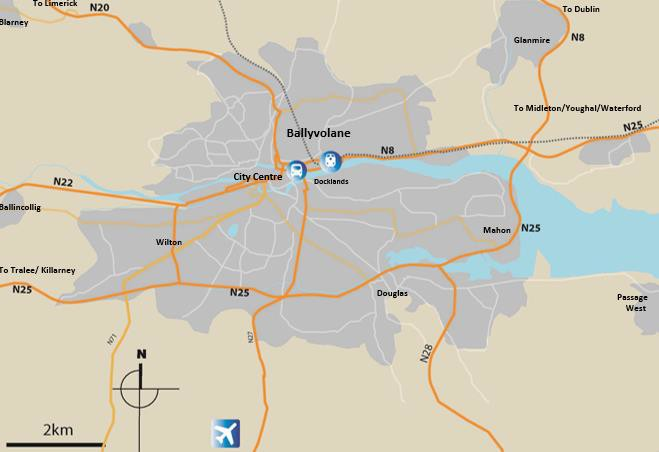 To Limerick
N20
Blarney
To Dublin
N8
Glanmire
To Midleton/Youghal/Waterford
N25
Ballyvolane
N8
City Centre
Docklands
N22
Ballincollig
Wilton
Mahon
N25
To Tralee/ Killarney
N25
N25
Douglas
Passage
West
N71
N27
N28
N
2km